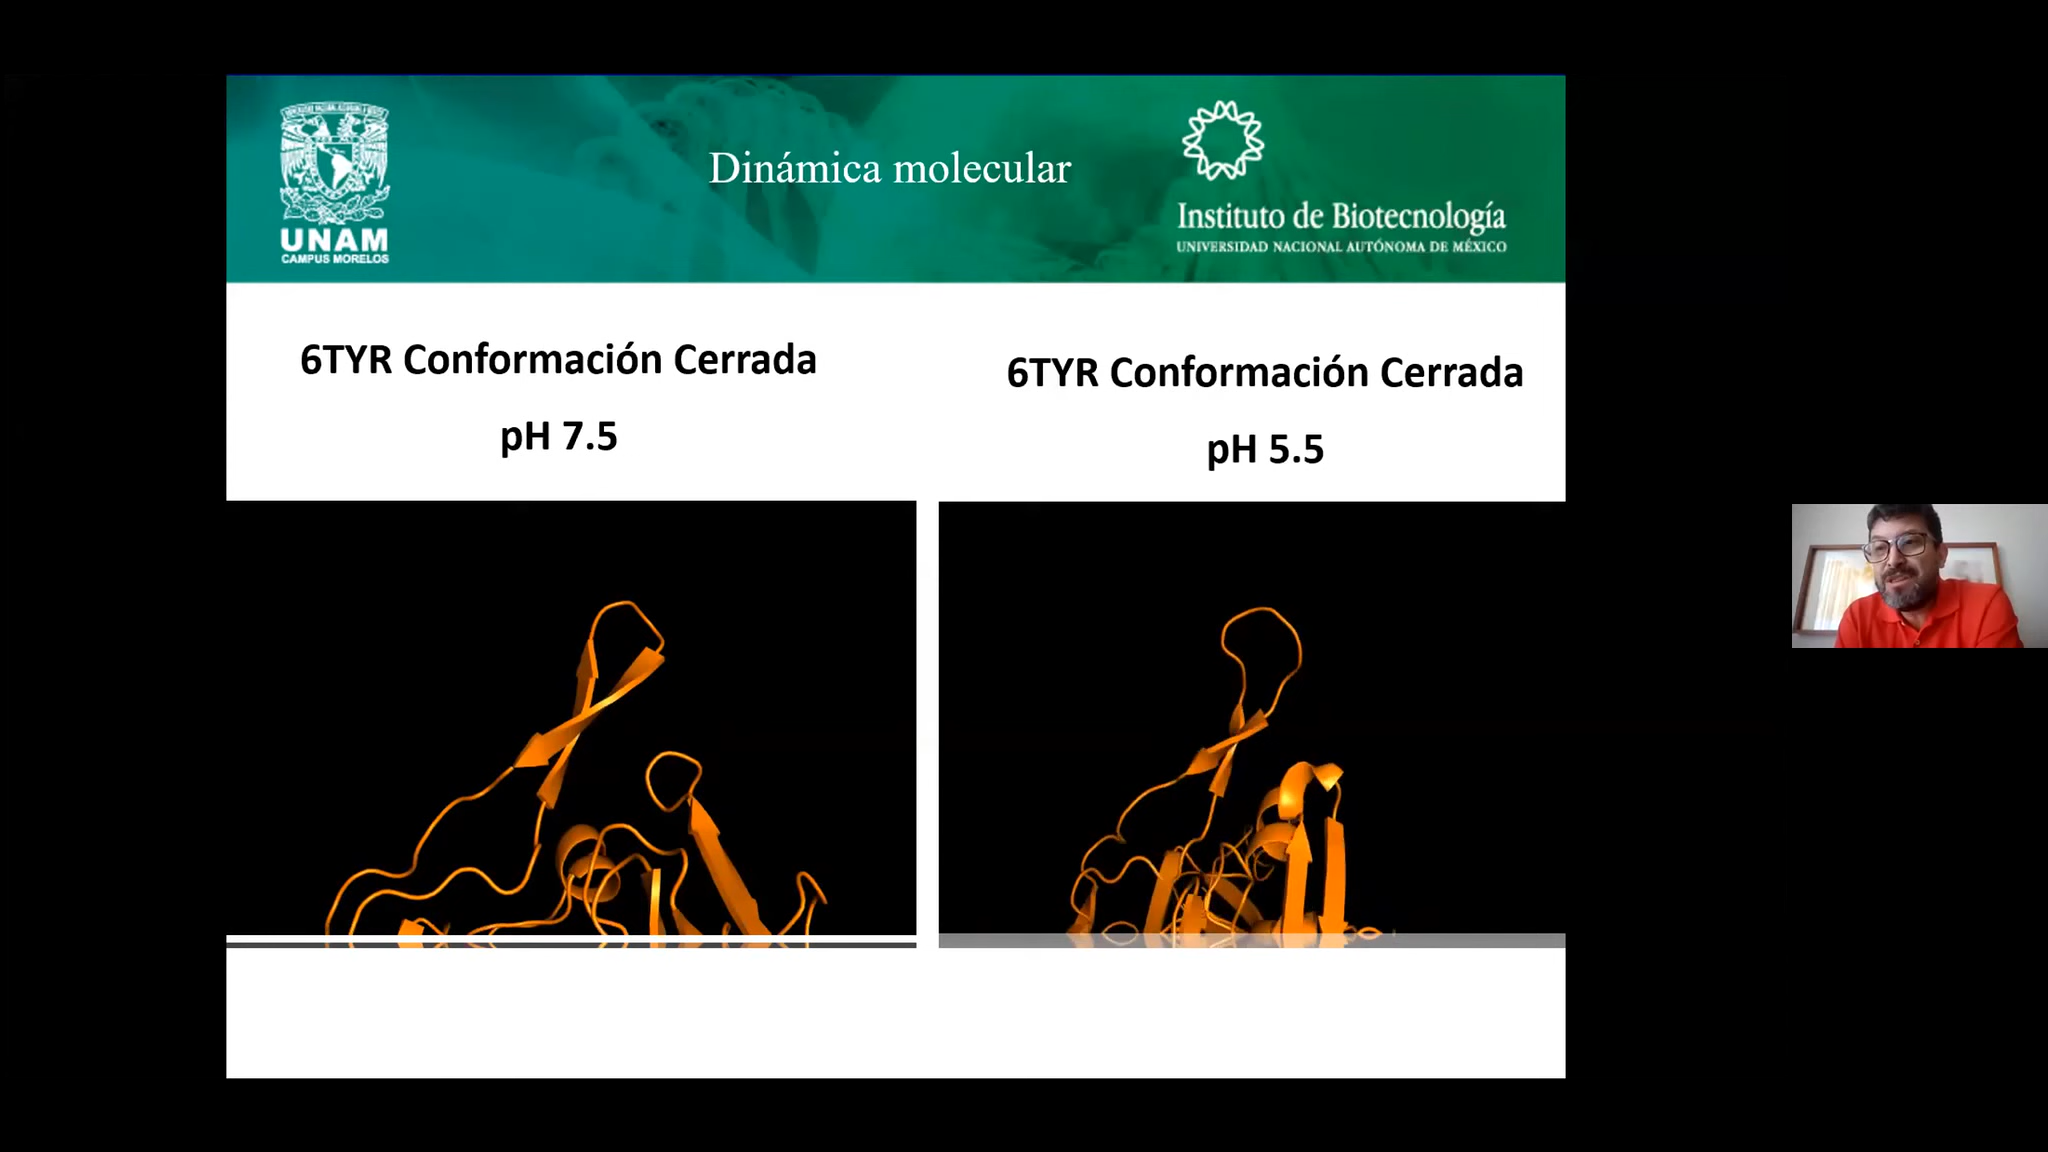 Dinámica molecular
UNAM
CAMPUS MORELOS
Instituto de Biotecnología
UNIVERSIDAD NACIONAL AUTÓNOMA DE MÉXICO
6TYR Conformación Cerrada
pH 7.5
6TYR Conformación Cerrada
pH 5.5